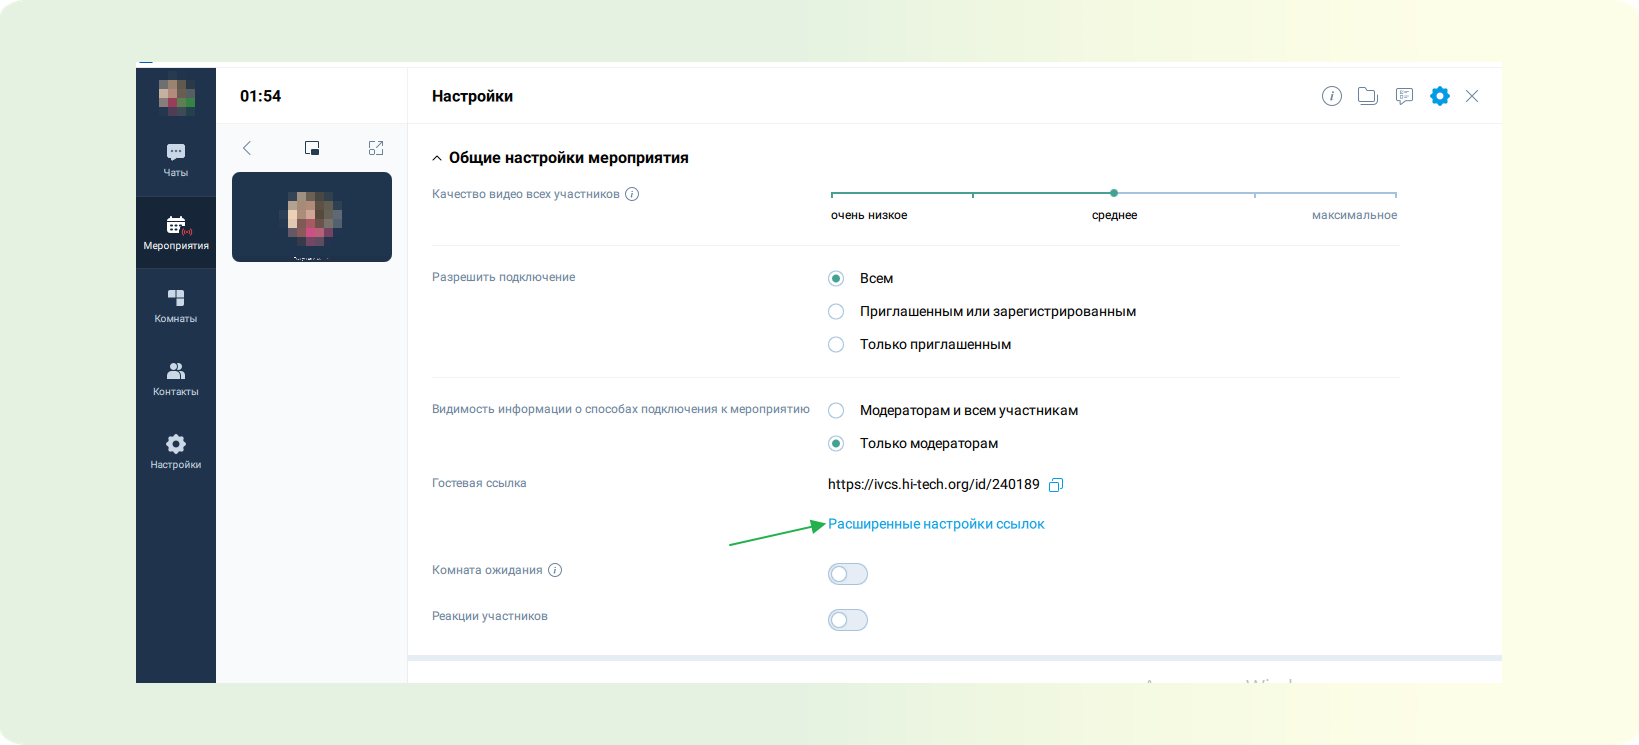 01:54
Настройки
Чаты
Мероприятия
Комнаты
Контакты
Настройки
Общие настройки мероприятия
Качество видео всех участников
очень низкое среднее максимальное
Разрешить подключение
Всем
Приглашенным или зарегистрированным
Только приглашенным
Видимость информации о способах подключения к мероприятию
Модераторам и всем участникам
Только модераторам
Гостевая ссылка
https://ivcs.hi-tech.org/id/240189
Расширенные настройки ссылок
Комната ожидания
Реакции участников